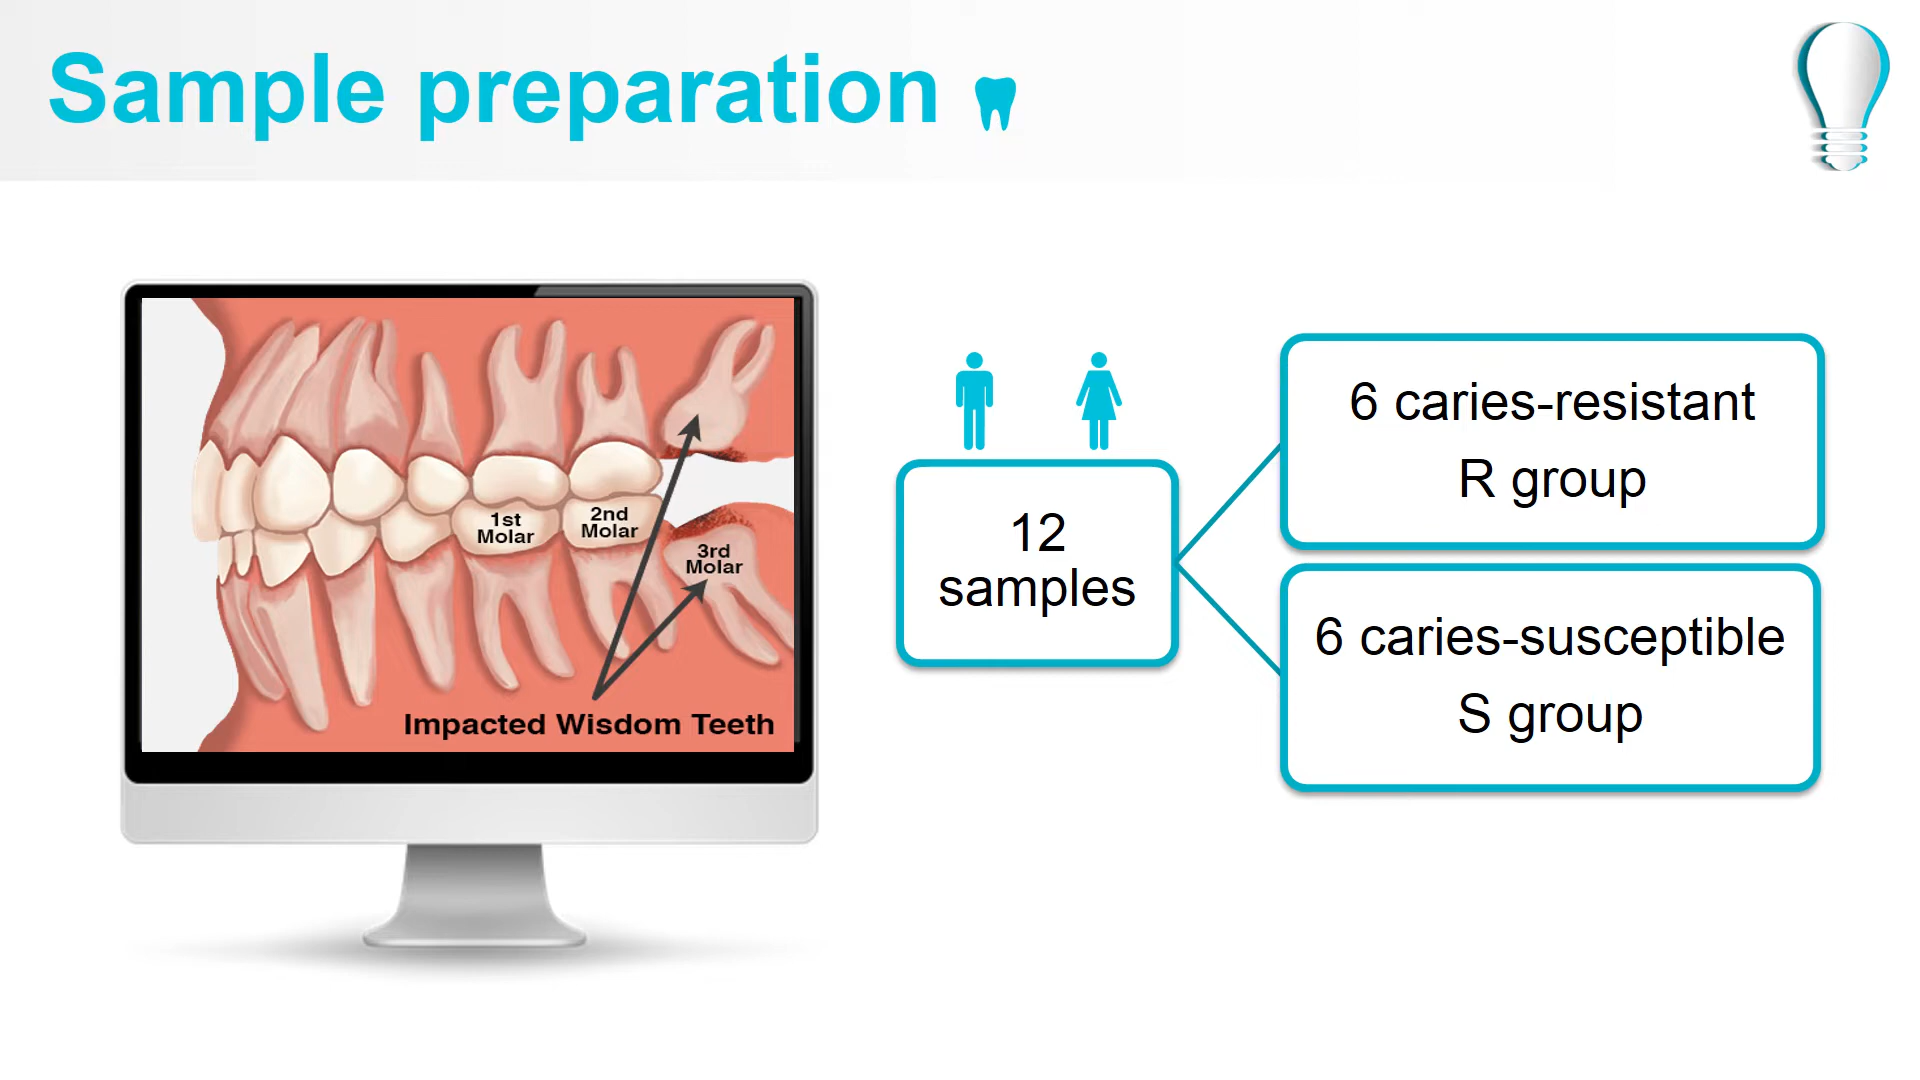 Sample preparation
1st
Molar
2nd
Molar
3rd
Molar
Impacted Wisdom Teeth
12
samples
6 caries-resistant
R group
6 caries-susceptible
S group